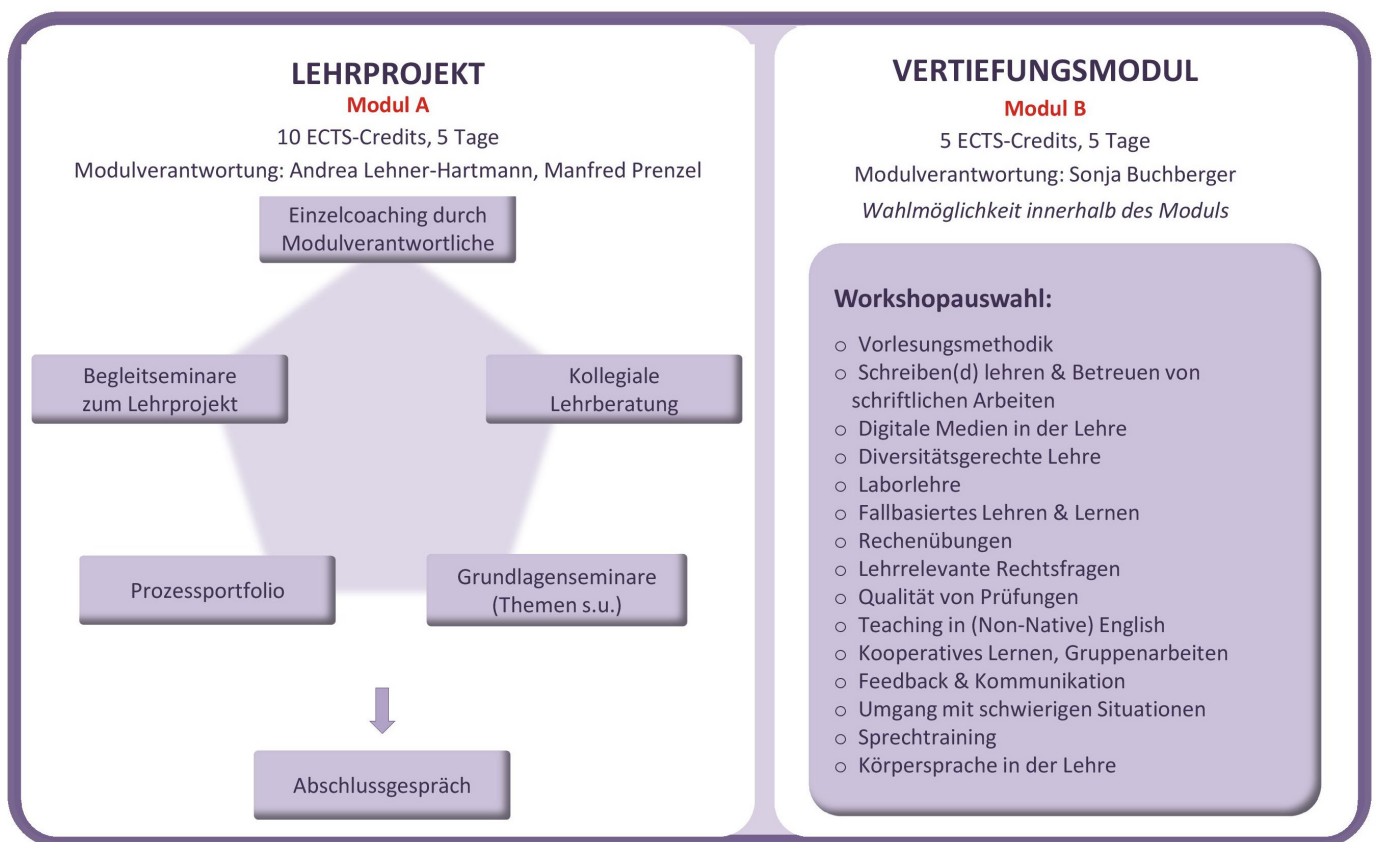 LEHRPROJEKT
Modul A
10 ECTS-Credits, 5 Tage
Modulverantwortung: Andrea Lehner-Hartmann, Manfred Prenzel
Einzelcoaching durch
Modulverantwortliche
Begleitseminare
zum Lehrprojekt
Kollegiale
Lehrberatung
Prozessportfolio
Grundlagenseminare
(Themen s.u.)
Abschlussgespräch
VERTIEFUNGSMODUL
Modul B
5 ECTS-Credits, 5 Tage
Modulverantwortung: Sonja Buchberger
Wahlmöglichkeit innerhalb des Moduls
Workshopauswahl:
o Vorlesungsmethodik
o Schreiben(d) lehren & Betreuen von
schriftlichen Arbeiten
o Digitale Medien in der Lehre
o Diversitätsgerechte Lehre
o Laborlehre
o Fallbasiertes Lehren & Lernen
o Rechenübungen
o Lehrrelevante Rechtsfragen
o Qualität von Prüfungen
o Teaching in (Non-Native) English
o Kooperatives Lernen, Gruppenarbeiten
o Feedback & Kommunikation
o Umgang mit schwierigen Situationen
o Sprechtraining
o Körpersprache in der Lehre